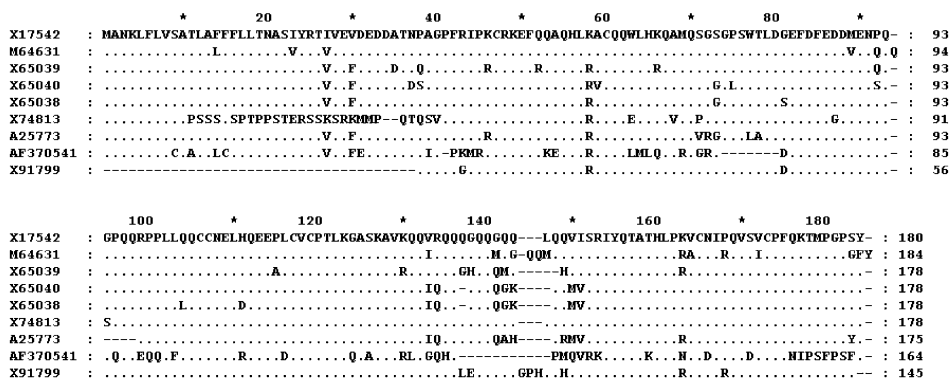 * 20 * 40 * 60 * 80 *
X17542 : MANKLFLVSATLAFFFLLTNASIYRTIVEVDEDDATNPAGPFRIPKCRKEFQQAQHLKACQQWLHKQAMQSGSGPSWTLDGEFDFEDDMENPQ- : 93
M64631 : .............L........V...V.............................................................V..Q.Q : 94
X65039 : ..........................V..F....D..Q.......R.....Q.....R.......R.........................Q.- : 93
X65040 : ..........................V..F......DS...................RV.............G.L................S.- : 93
X65038 : ..........................V..F...........................R..............G.......S............- : 93
X74813 : ..........PSSS.SPTPPSTERSSKSRKMMP--QTQSV......................E....V..P...............G......- : 91
A25773 : ..........................V..F...............R...........R............VRG...LA...............- : 93
AF370541 : ........C.A..LC...........V..FE.......I.-PKMR.......KE...R....LMLQ..R.GR.-------D............- : 85
X91799 : -------------------------------------.....G..............R......................D............- : 56
100 * 120 * 140 * 160 * 180
X17542 : GPQQRPPLLQQCCNELHQEEPLCVCPTLKGASKAVKQQVRQQQGQQGQQ---LQQVISRIYQTATHLPKVCNIPQVSVCPFQKTMPGPSY- : 180
M64631 : ......................................I.......M.G-QQM...............RA...R...I..........GFY : 184
X65039 : ....................A..............R......GH..QM-----.H.............R.....................- : 178
X65040 : ......................................IQ..-...QGK----..MV.................................- : 178
X65038 : .........L......D.....................IQ..-...QGK----..MV.................................- : 178
X74813 : S................................................---......................................- : 178
A25773 : ----..................................IQ......QAH--..RMV...........R...................Y.- : 175
AF370541 : .Q..EQQ.F.......R....D.......Q.A...RL..GQH.-----------PMQVRK.....K...N..D....D....NIPSFPSF.- : 164
X91799 : .........................................LE.....GPH..H.............R....R................-- : 145